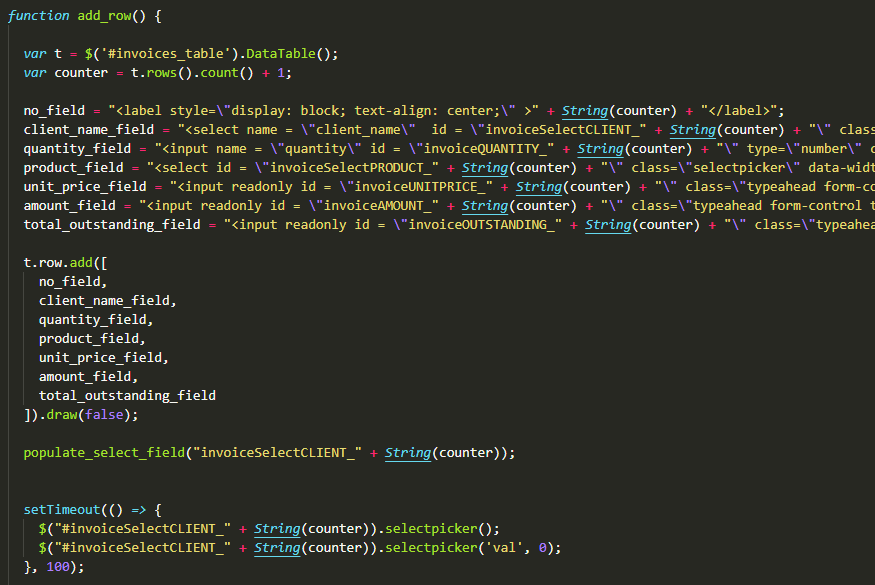 function add_row() {
var t = $('#invoices_table').DataTable();
var counter = t.rows().count() + 1;
no_field = "<label style=\"display: block; text-align: center;\" >" + String(counter) + "</label>";
client_name_field = "<select name = \"client_name\"  id = \"invoiceSelectCLIENT_" + String(counter) + "\" clas
quantity_field = "<input name = \"quantity\" id = \"invoiceQUANTITY_" + String(counter) + "\" type=\"number\" c
product_field = "<select id = \"invoiceSelectPRODUCT_" + String(counter) + "\" class=\"selectpicker\" data-widt
unit_price_field = "<input readonly id = \"invoiceUNITPRICE_" + String(counter) + "\" class=\"typeahead form-co
amount_field = "<input readonly id = \"invoiceAMOUNT_" + String(counter) + "\" class=\"typeahead form-control t
total_outstanding_field = "<input readonly id = \"invoiceOUTSTANDING_" + String(counter) + "\" class=\"typeahea
t.row.add([
no_field,
client_name_field,
quantity_field,
product_field,
unit_price_field,
amount_field,
total_outstanding_field
]).draw(false);
populate_select_field("invoiceSelectCLIENT_" + String(counter));
setTimeout(() => {
$("#invoiceSelectCLIENT_" + String(counter)).selectpicker();
$("#invoiceSelectCLIENT_" + String(counter)).selectpicker('val', 0);
}, 100);